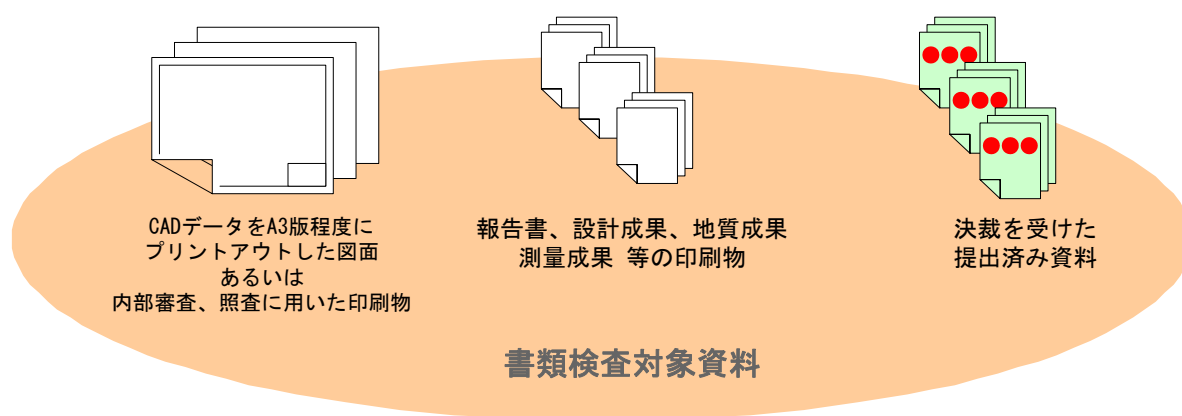 CADデータをA3版程度に
プリントアウトした図面
あるいは
内部審査、照査に用いた印刷物
報告書、設計成果、地質成果
測量成果 等の印刷物
決裁を受けた
提出済み資料
書類検査対象資料